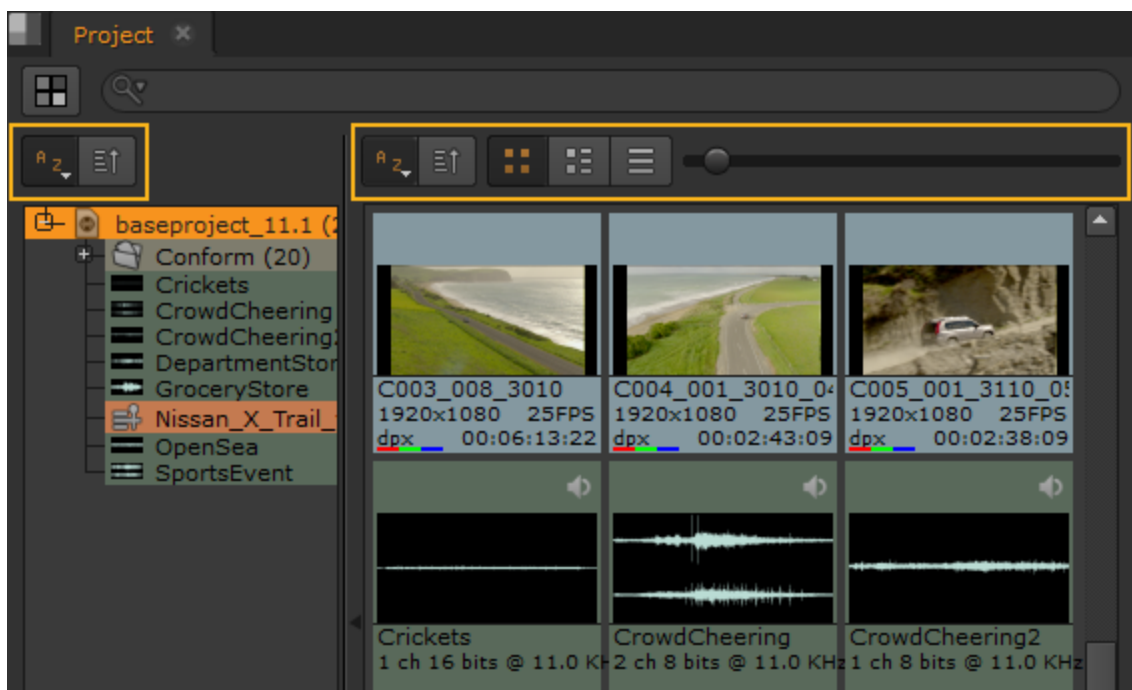 Project
A Z
A Z
baseproject_11.1 (2
Conform (20)
Crickets
CrowdCheering
CrowdCheering2
DepartmentStor
GroceryStore
Nissan_X_Trail_
OpenSea
SportsEvent
C003_008_3010
1920x1080 25FPS
dpx 00:06:13:22
C004_001_3010_04
1920x1080 25FPS
dpx 00:02:43:09
C005_001_3110_05
1920x1080 25FPS
dpx 00:02:38:09
Crickets
1 ch 16 bits @ 11.0 KH
CrowdCheering
2 ch 8 bits @ 11.0 KHz
CrowdCheering2
1 ch 8 bits @ 11.0 KHz